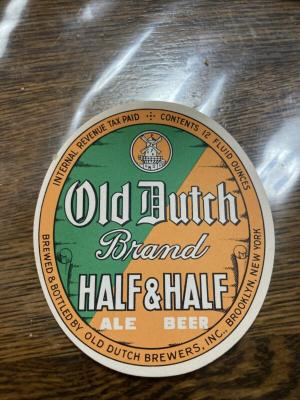 INTERNAL REVENUE TAX PAID CONTENTS 12 FLUID OUNCES
Old Dutch
Brand
HALF & HALF
ALE BEER
BREWED & BOTTLED BY OLD DUTCH BREWERS, INC., BROOKLYN, NEW YORK